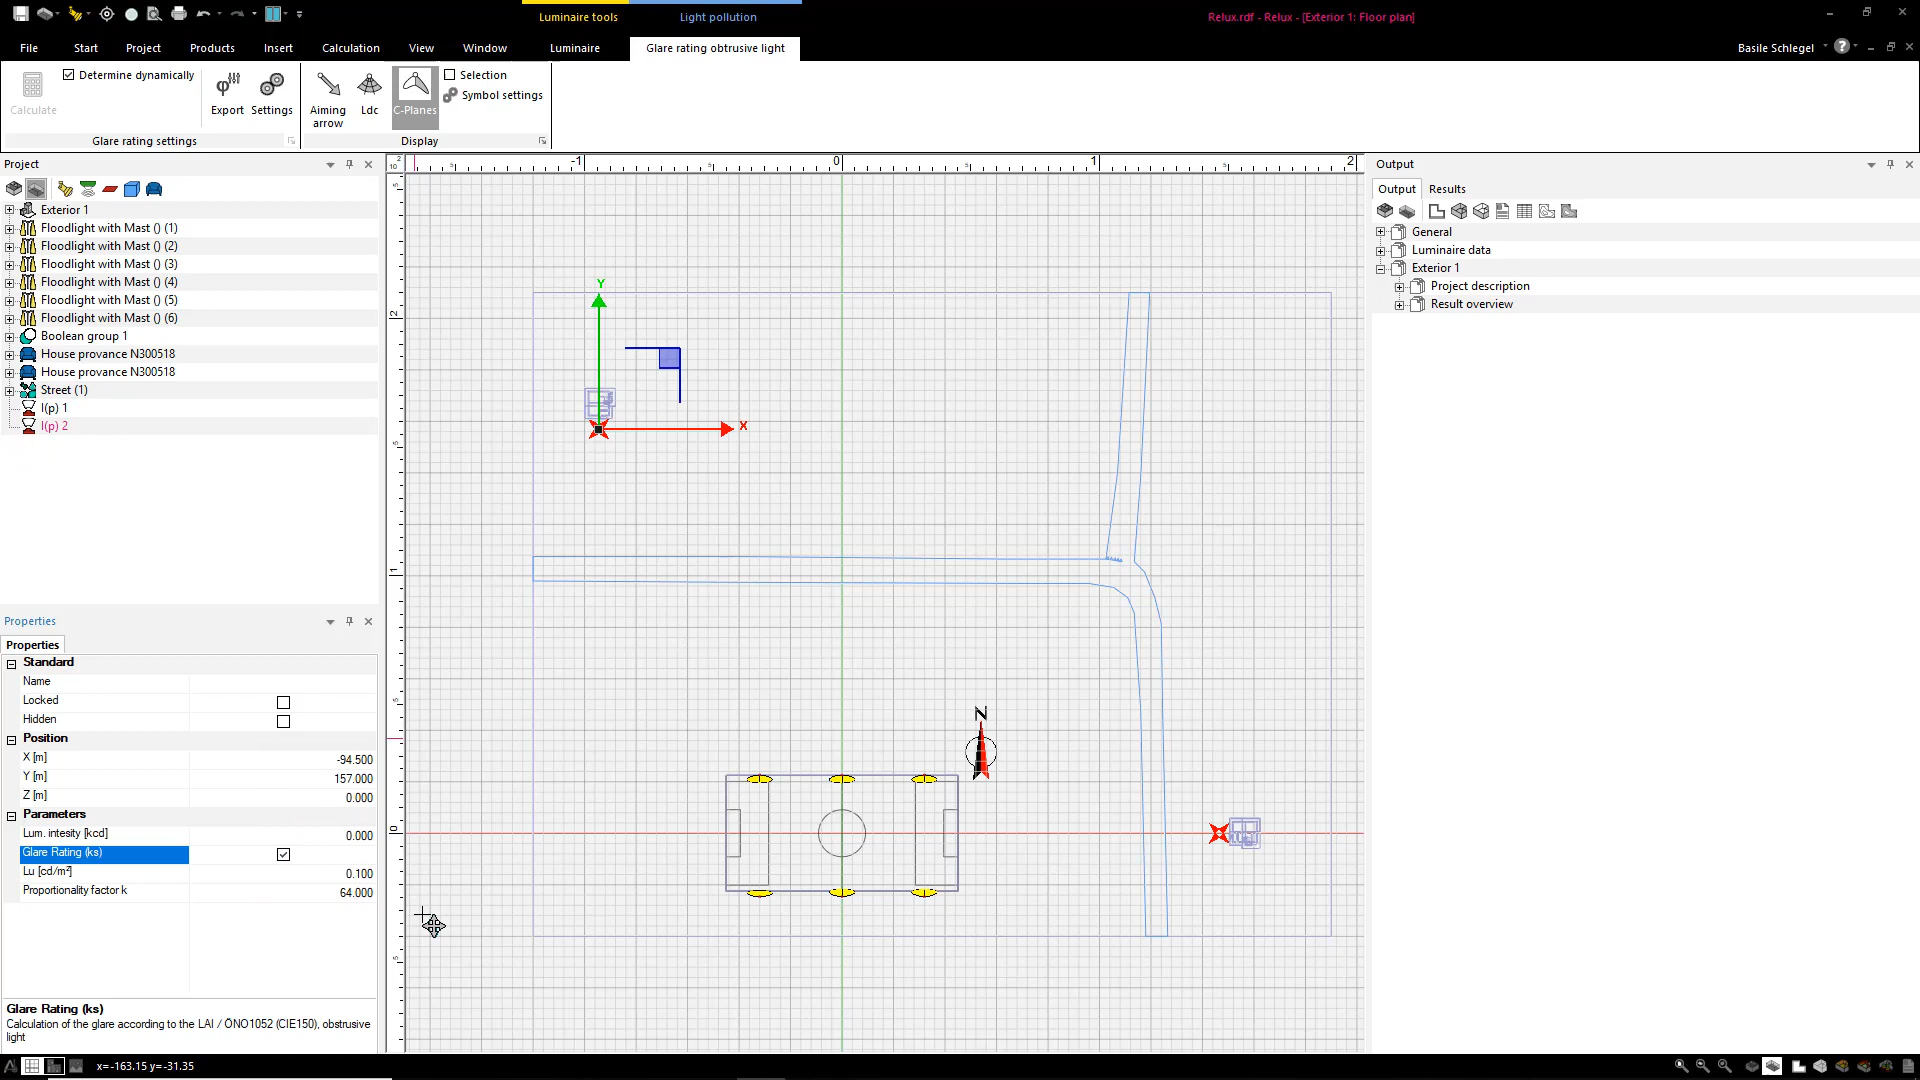 Luminaire tools
Light pollution
Relux.rdf - Relux - [Exterior 1: Floor plan]
File
Start
Project
Products
Insert
Calculation
View
Window
Luminaire
Glare rating obtrusive light
Basile Schlegel
Calculate
Determine dynamically
Export
Settings
Glare rating settings
Aiming arrow
Ldc
C-Planes
Selection
Symbol settings
Display
Project
Exterior 1
Floodlight with Mast () (1)
Floodlight with Mast () (2)
Floodlight with Mast () (3)
Floodlight with Mast () (4)
Floodlight with Mast () (5)
Floodlight with Mast () (6)
Boolean group 1
House provance N300518
House provance N300518
Street (1)
I(p) 1
I(p) 2
Properties
Properties
Standard
Name
Locked
Hidden
Position
X [m] -94.500
Y [m] 157.000
Z [m] 0.000
Parameters
Lum. intesity [kcd] 0.000
Glare Rating (ks)
Lu [cd/m²] 0.100
Proportionality factor k 64.000
Glare Rating (ks)
Calculation of the glare according to the LAI / ÖNO1052 (CIE150), obstrusive
light
x=-163.15 y=-31.35
-1 0 1 2
2
1
0
Y
X
N
Output
Output
Results
General
Luminaire data
Exterior 1
Project description
Result overview